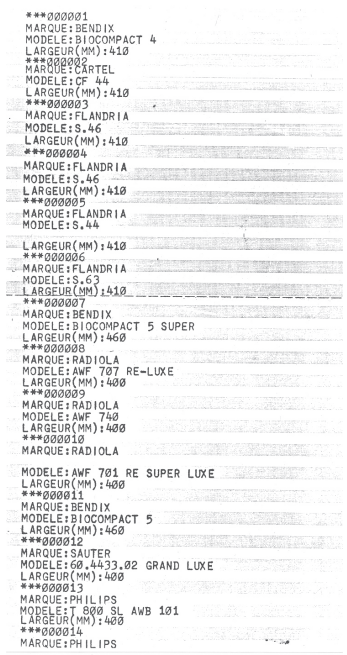 ***000001
MARQUE:BENDIX
MODELE:BIOCOMPACT 4
LARGEUR(MM):410
***000002
MARQUE:CARTEL
MODELE:CF 44
LARGEUR(MM):410
***000003
MARQUE:FLANDRIA
MODELE:S.46
LARGEUR(MM):410
***000004
MARQUE:FLANDRIA
MODELE:S.46
LARGEUR(MM):410
***000005
MARQUE:FLANDRIA
MODELE:S.44
LARGEUR(MM):410
***000006
MARQUE:FLANDRIA
MODELE:S.63
LARGEUR(MM):410
***000007
MARQUE:BENDIX
MODELE:BIOCOMPACT 5 SUPER
LARGEUR(MM):460
***000008
MARQUE:RADIOLA
MODELE:AWF 707 RE-LUXE
LARGEUR(MM):400
***000009
MARQUE:RADIOLA
MODELE:AWF 740
LARGEUR(MM):400
***000010
MARQUE:RADIOLA
MODELE:AWF 701 RE SUPER LUXE
LARGEUR(MM):400
***000011
MARQUE:BENDIX
MODELE:BIOCOMPACT 5
LARGEUR(MM):460
***000012
MARQUE:SAUTER
MODELE:60.4433.02 GRAND LUXE
LARGEUR(MM):400
***000013
MARQUE:PHILIPS
MODELE:T 800 SL AWB 101
LARGEUR(MM):400
***000014
MARQUE:PHILIPS